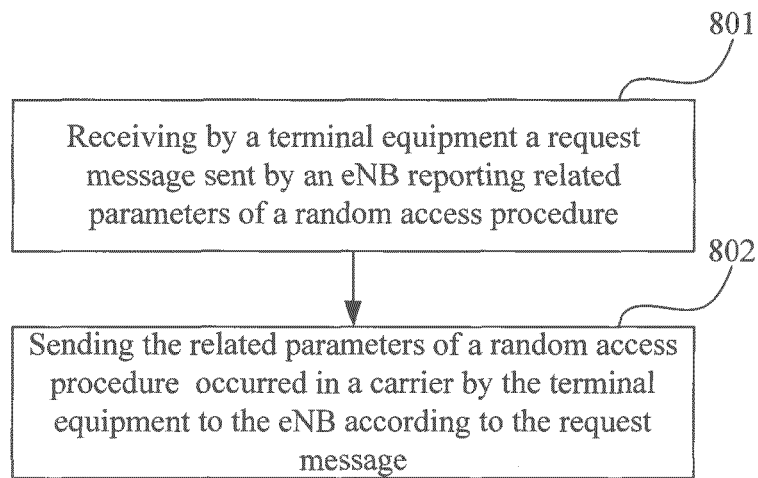 801
Receiving by a terminal equipment a request
message sent by an eNB reporting related
parameters of a random access procedure
802
Sending the related parameters of a random access
procedure occurred in a carrier by the terminal
equipment to the eNB according to the request
message